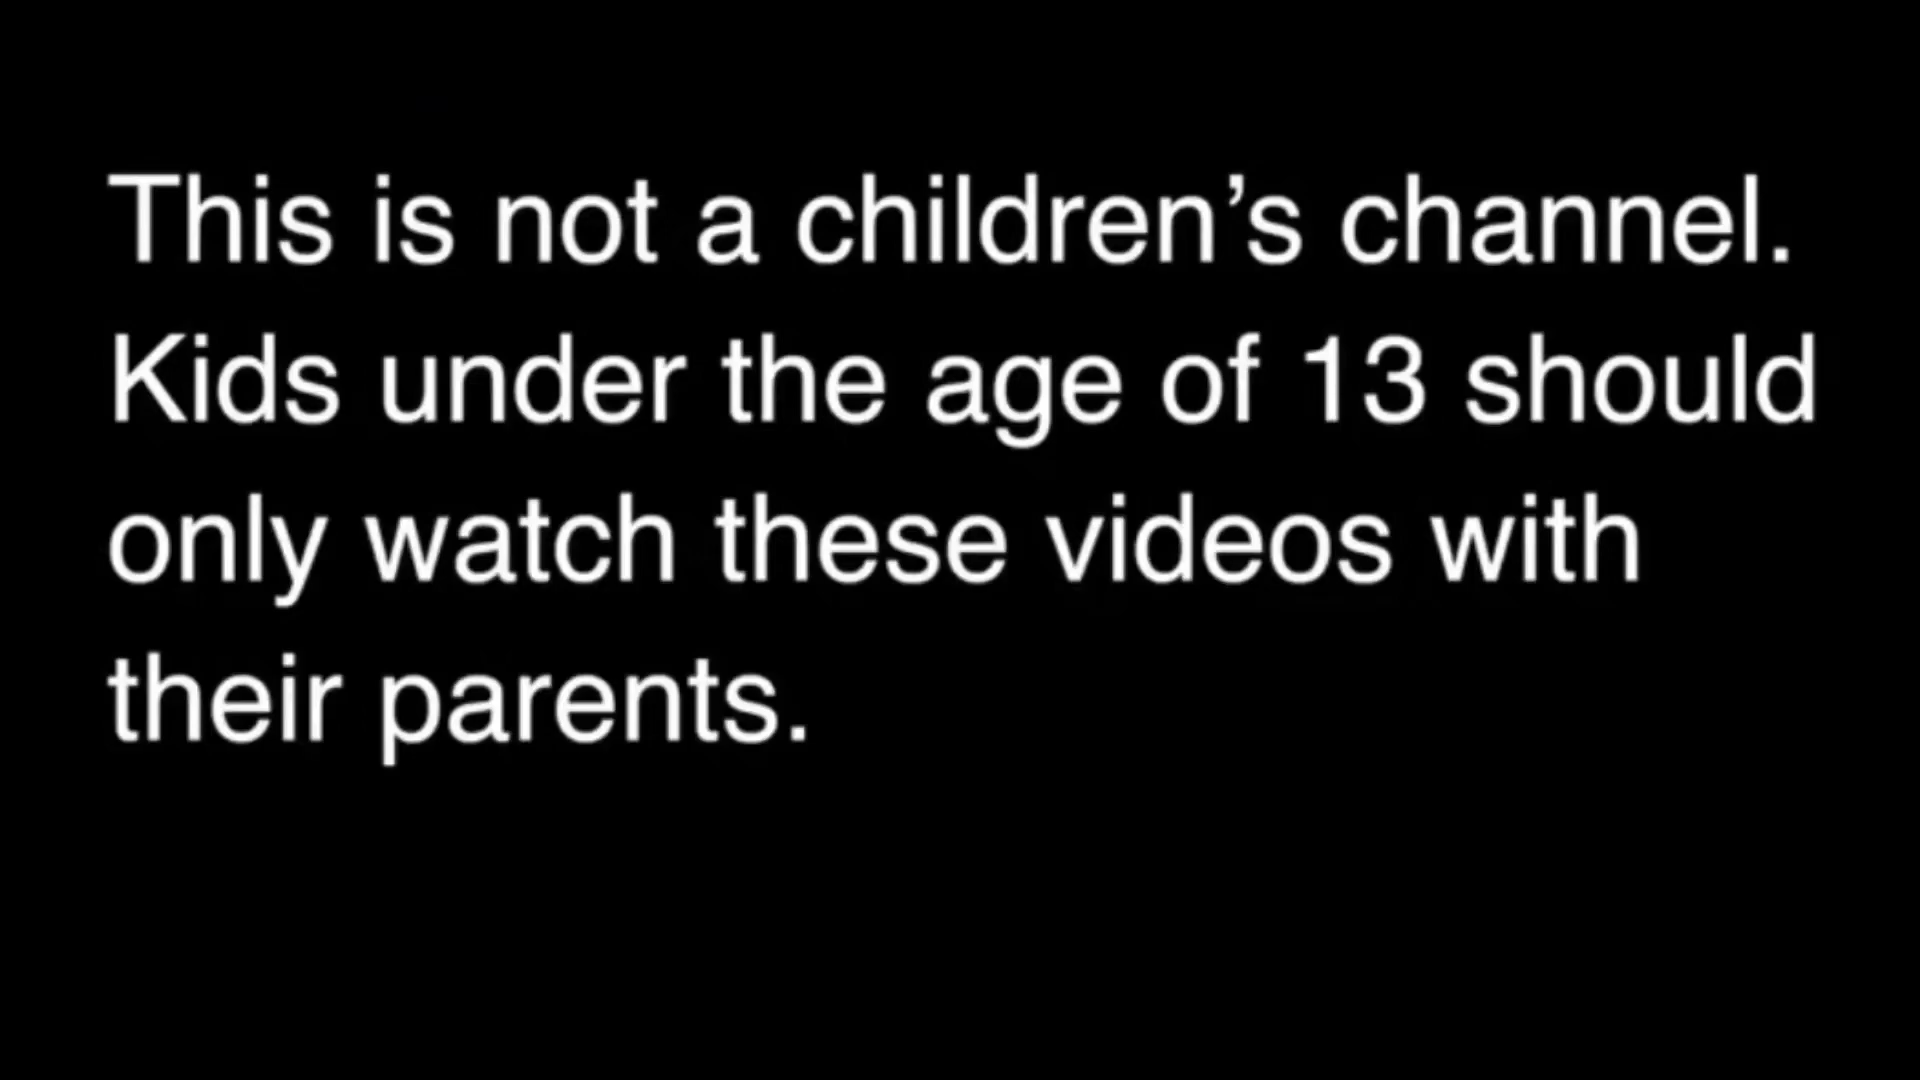 This is not a children’s channel.
Kids under the age of 13 should
only watch these videos with
their parents.